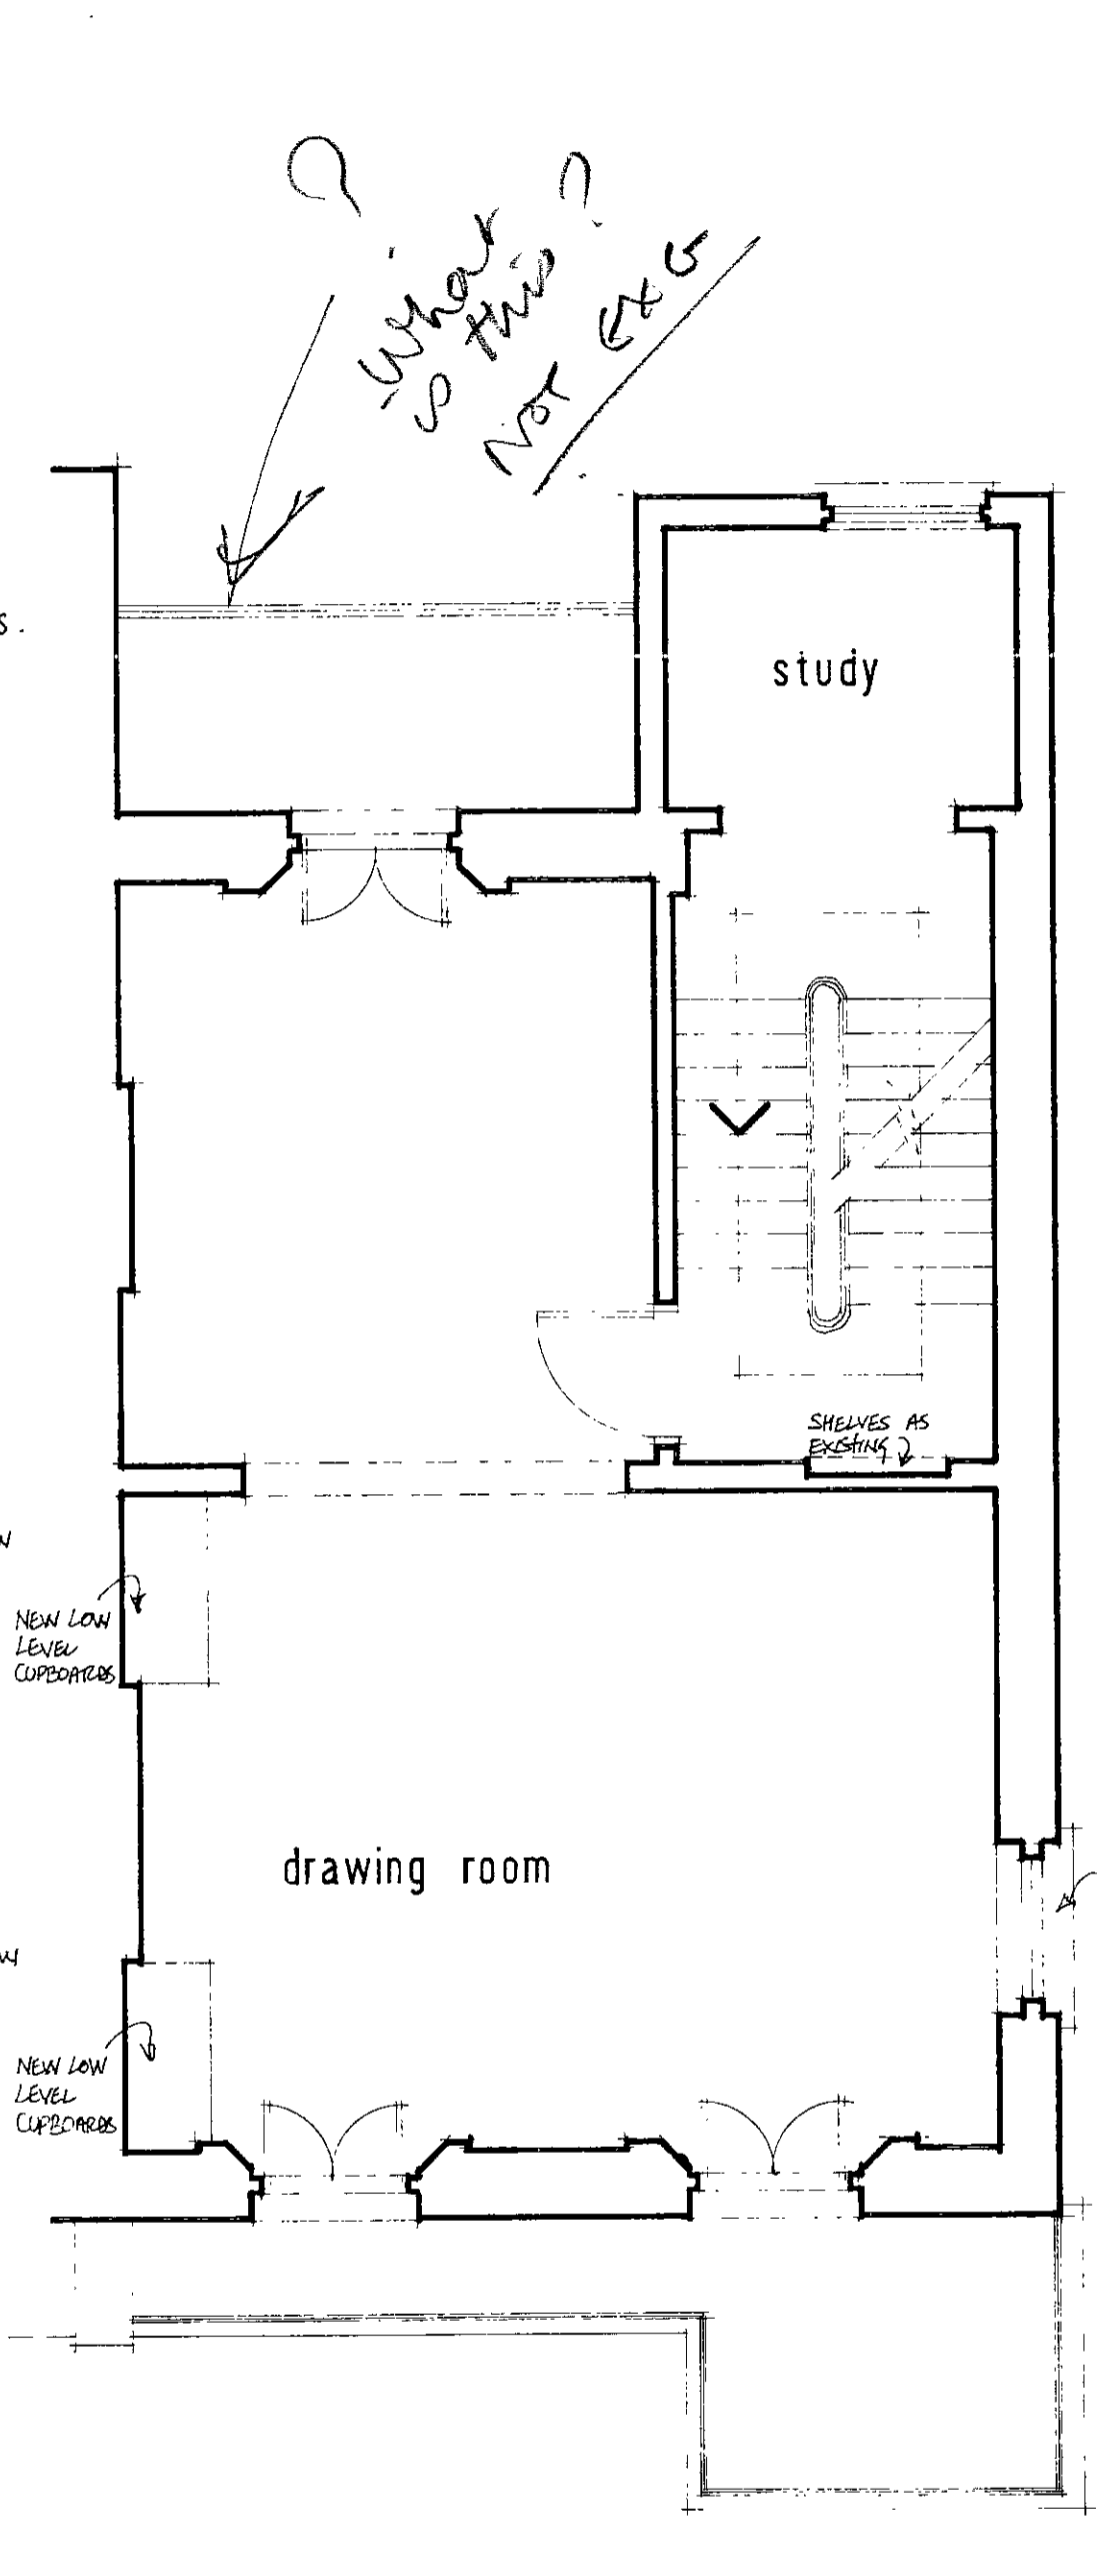 ?
What
is this ?
Not exg
s.
study
SHELVES AS
EXISTING
W
NEW LOW
LEVEL
CUPBOARDS
drawing room
W
NEW LOW
LEVEL
CUPBOARDS